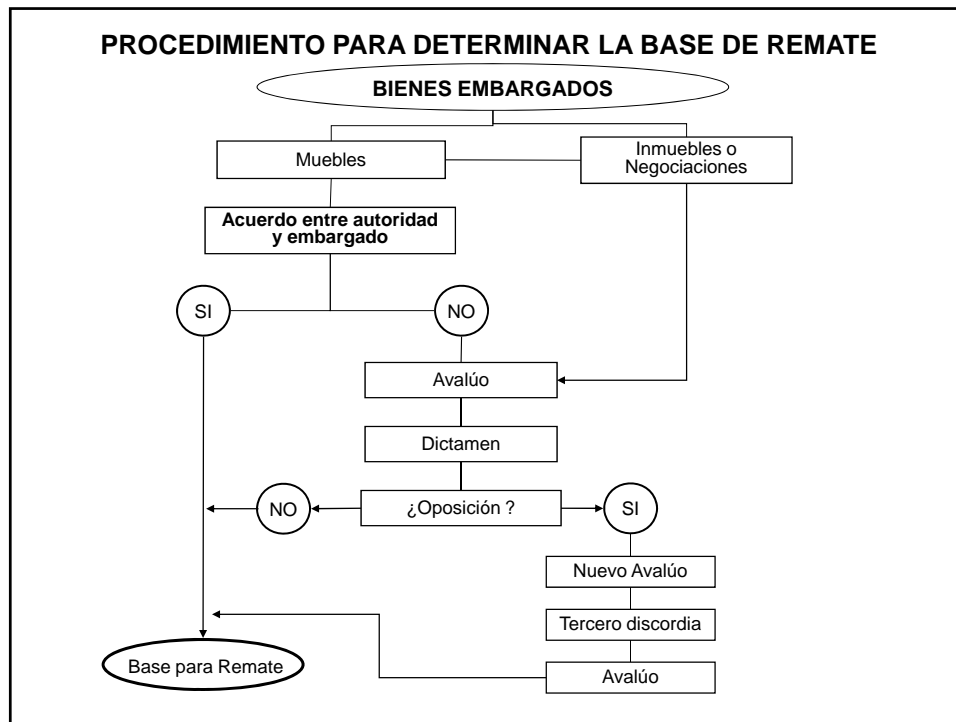 PROCEDIMIENTO PARA DETERMINAR LA BASE DE REMATE
BIENES EMBARGADOS
Muebles
Inmuebles o
Negociaciones
Acuerdo entre autoridad
y embargado
SI
NO
Avalúo
Dictamen
NO
¿Oposición ?
SI
Nuevo Avalúo
Tercero discordia
Base para Remate
Avalúo